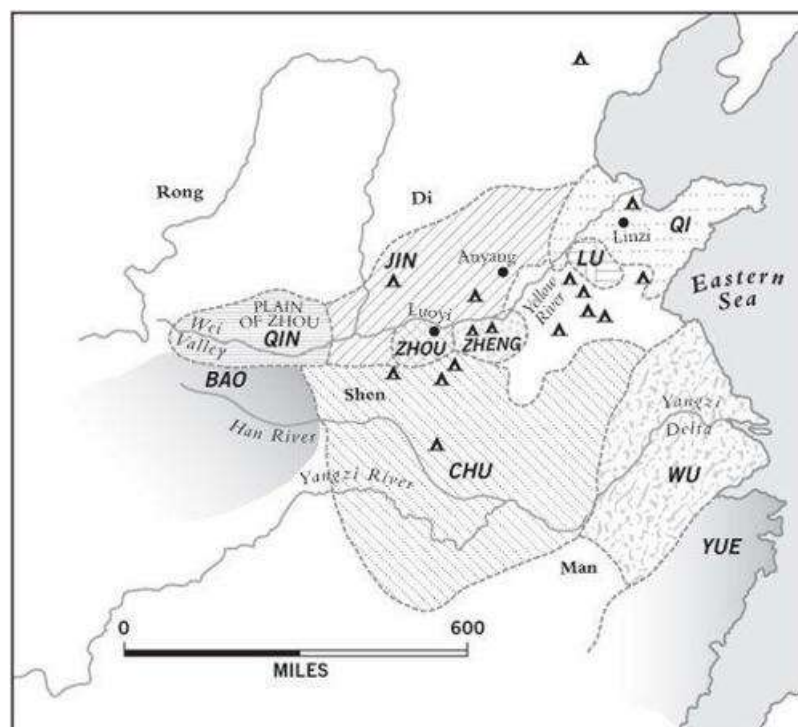 Rong
Di
QI
Linzi
LU
JIN
Anyang
Eastern
Sea
Yellow
River
PLAIN
OF ZHOU
Luoyi
Wei
Valley
QIN
ZHOU
ZHENG
BAO
Shen
Yangzi
Delta
Han River
Yangzi River
CHU
WU
YUE
Man
0
600
MILES